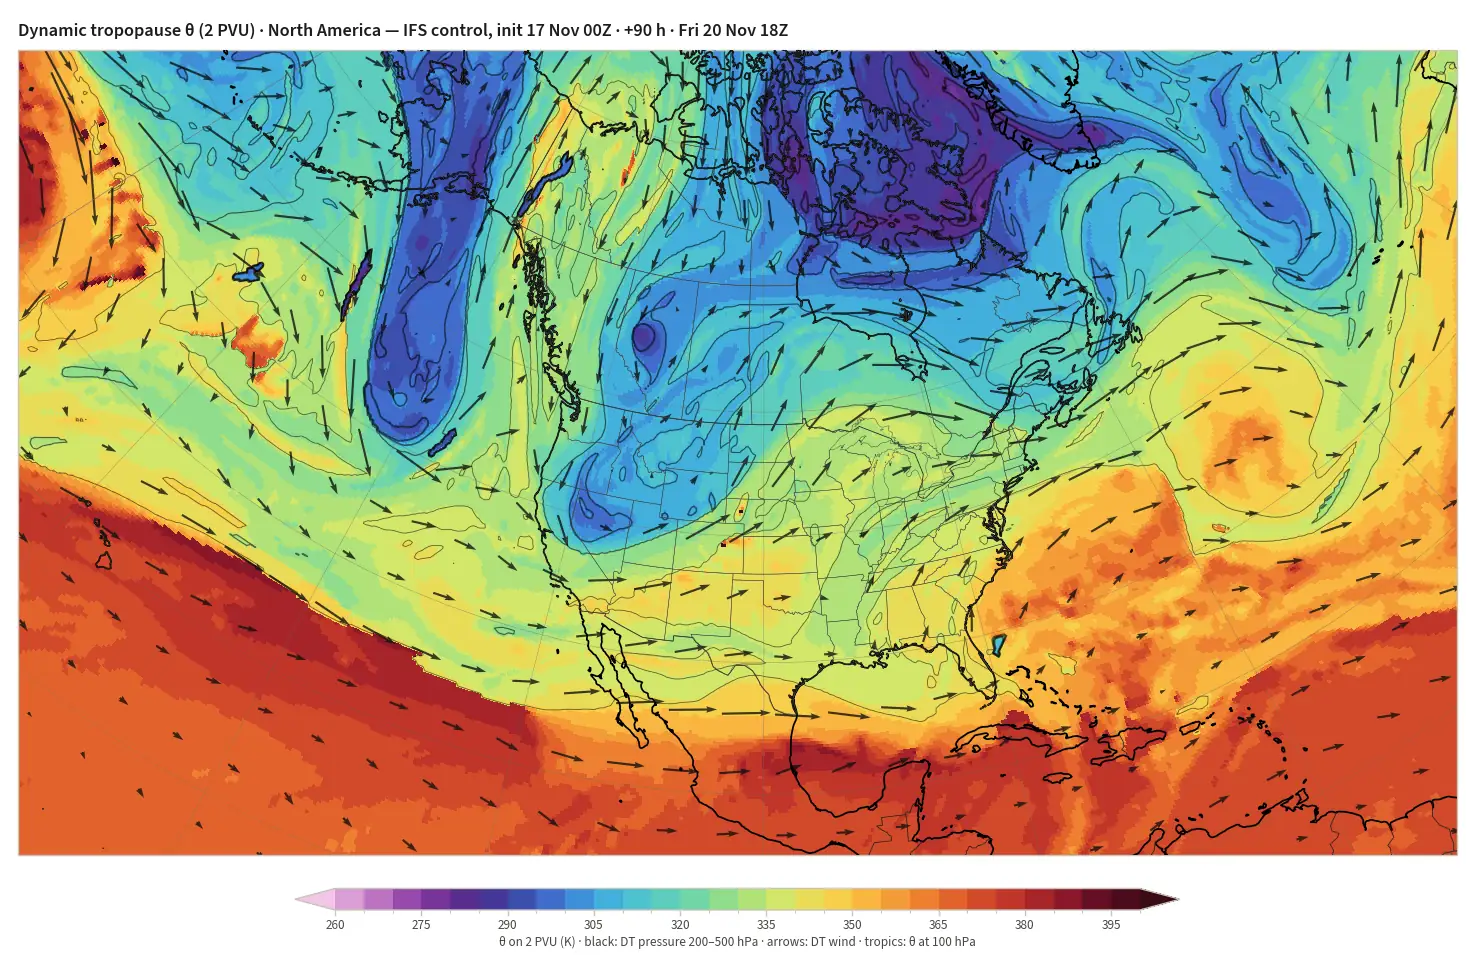 Dynamic tropopause θ (2 PVU) · North America — IFS control, init 17 Nov 00Z · +90 h · Fri 20 Nov 18Z
260 275 290 305 320 335 350 365 380 395
θ on 2 PVU (K) · black: DT pressure 200–500 hPa · arrows: DT wind · tropics: θ at 100 hPa